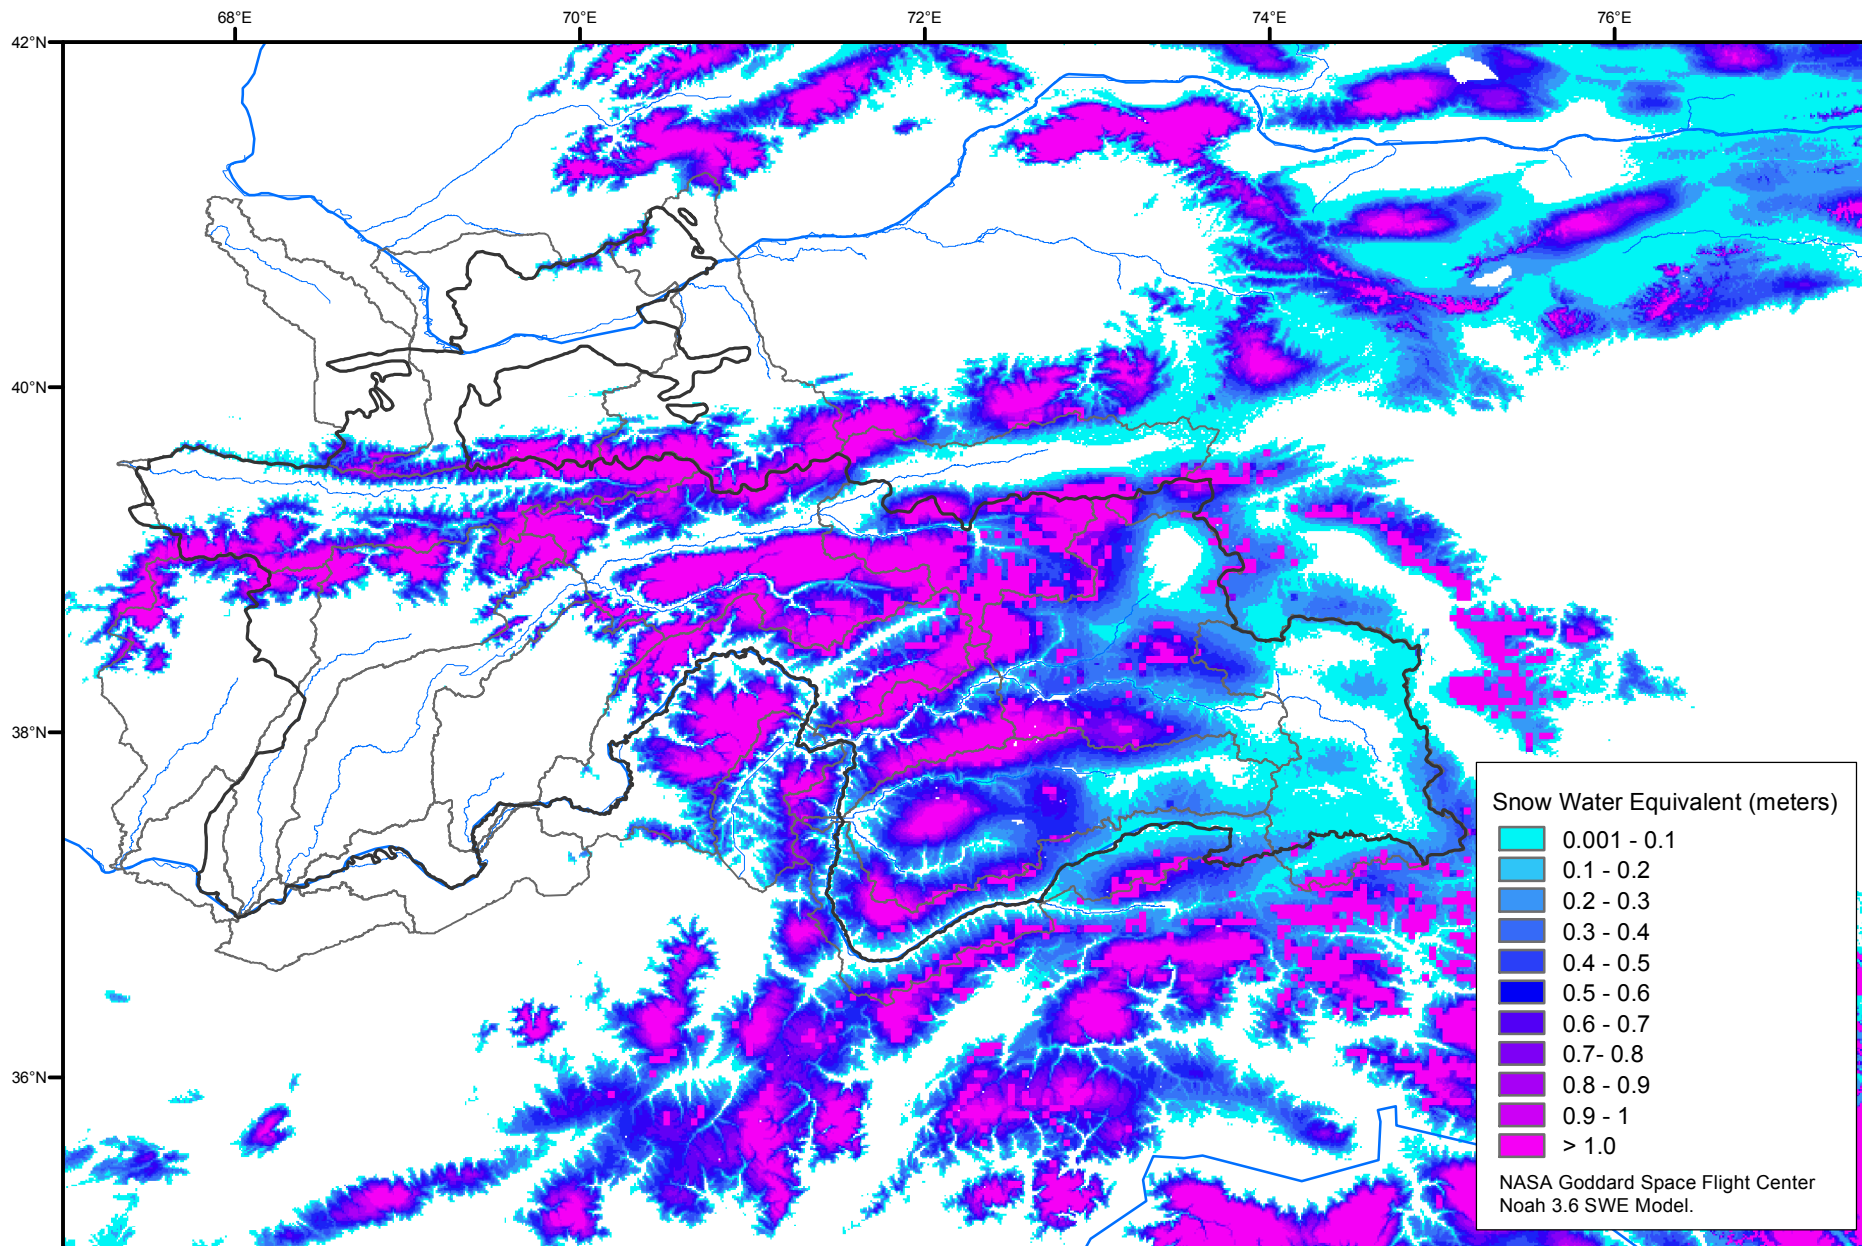 68°E 70°E 72°E 74°E 76°E
42°N
40°N
38°N
36°N
Snow Water Equivalent (meters)
0.001 - 0.1
0.1 - 0.2
0.2 - 0.3
0.3 - 0.4
0.4 - 0.5
0.5 - 0.6
0.6 - 0.7
0.7- 0.8
0.8 - 0.9
0.9 - 1
> 1.0
NASA Goddard Space Flight Center
Noah 3.6 SWE Model.